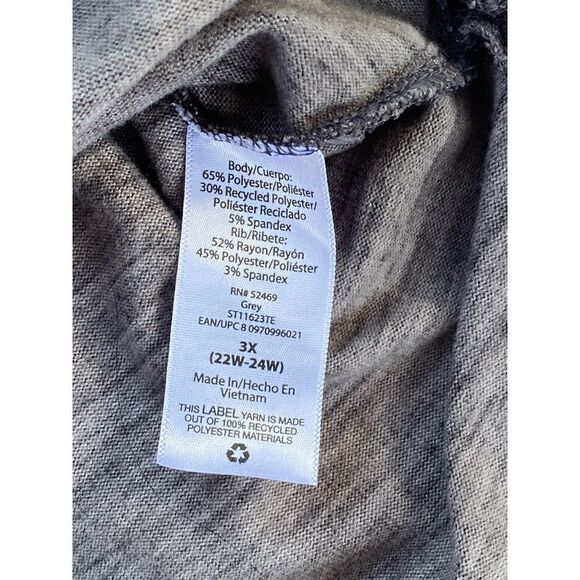 Body/Cuerpo:
65% Polyester/Poliéster
30% Recycled Polyester/
Poliéster Reciclado
5% Spandex
Rib/Ribete:
52% Rayon/Rayón
45% Polyester/Poliéster
3% Spandex
RN# 52469
Grey
ST11623TE
EAN/UPC 8 0970996021
3X
(22W-24W)
Made In/Hecho En
Vietnam
THIS LABEL YARN IS MADE
OUT OF 100% RECYCLED
POLYESTER MATERIALS